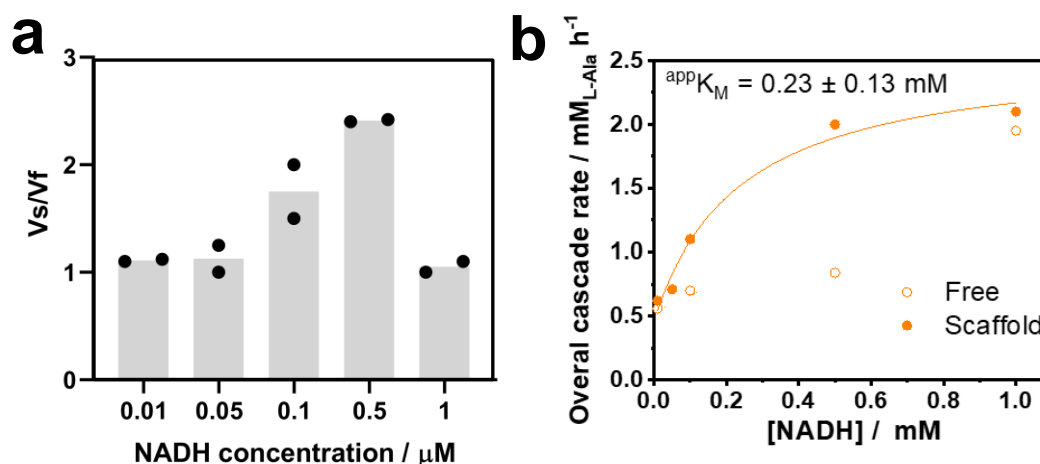 a
3
2
1
0
Vs/Vf
0.01 0.05 0.1 0.5 1
NADH concentration / μM
b
Overal cascade rate / mM L-Ala h-1
2.5
2.0
1.5
1.0
0.5
0.0
appKM = 0.23 ± 0.13 mM
Free
Scaffold
0.0 0.2 0.4 0.6 0.8 1.0
[NADH] / mM